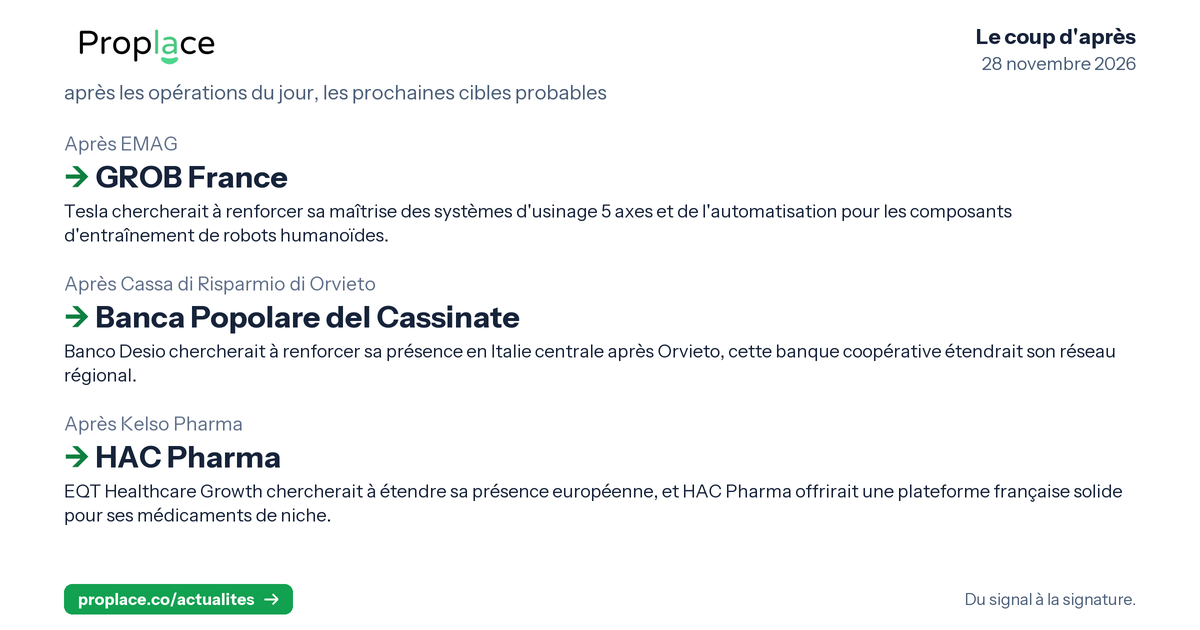 Proplace
Le coup d'après
28 novembre 2026
après les opérations du jour, les prochaines cibles probables
Après EMAG
→ GROB France
Tesla chercherait à renforcer sa maîtrise des systèmes d'usinage 5 axes et de l'automatisation pour les composants
d'entraînement de robots humanoïdes.
Après Cassa di Risparmio di Orvieto
→ Banca Popolare del Cassinate
Banco Desio chercherait à renforcer sa présence en Italie centrale après Orvieto, cette banque coopérative étendrait son réseau
régional.
Après Kelso Pharma
→ HAC Pharma
EQT Healthcare Growth chercherait à étendre sa présence européenne, et HAC Pharma offrirait une plateforme française solide
pour ses médicaments de niche.
proplace.co/actualites →
Du signal à la signature.